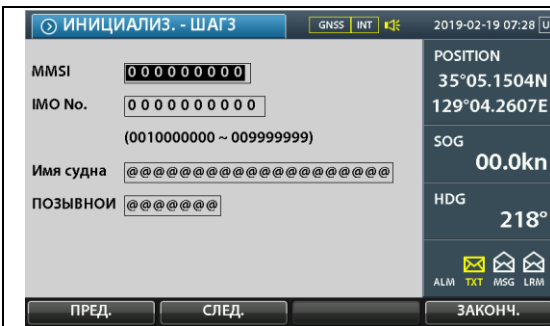 ИНИЦИАЛИЗ. - ШАГ3
GNSS INT
2019-02-19 07:28 U
MMSI 000000000
IMO No. 0000000000
(0010000000 ~ 009999999)
Имя судна @@@@@@@@@@@@@@@@@@@@
ПОЗЫВНОИ @@@@@@@
POSITION
35°05.1504N
129°04.2607E
SOG
00.0kn
HDG
218°
ALM TXT MSG LRM
ПРЕД. СЛЕД. ЗАКОНЧ.